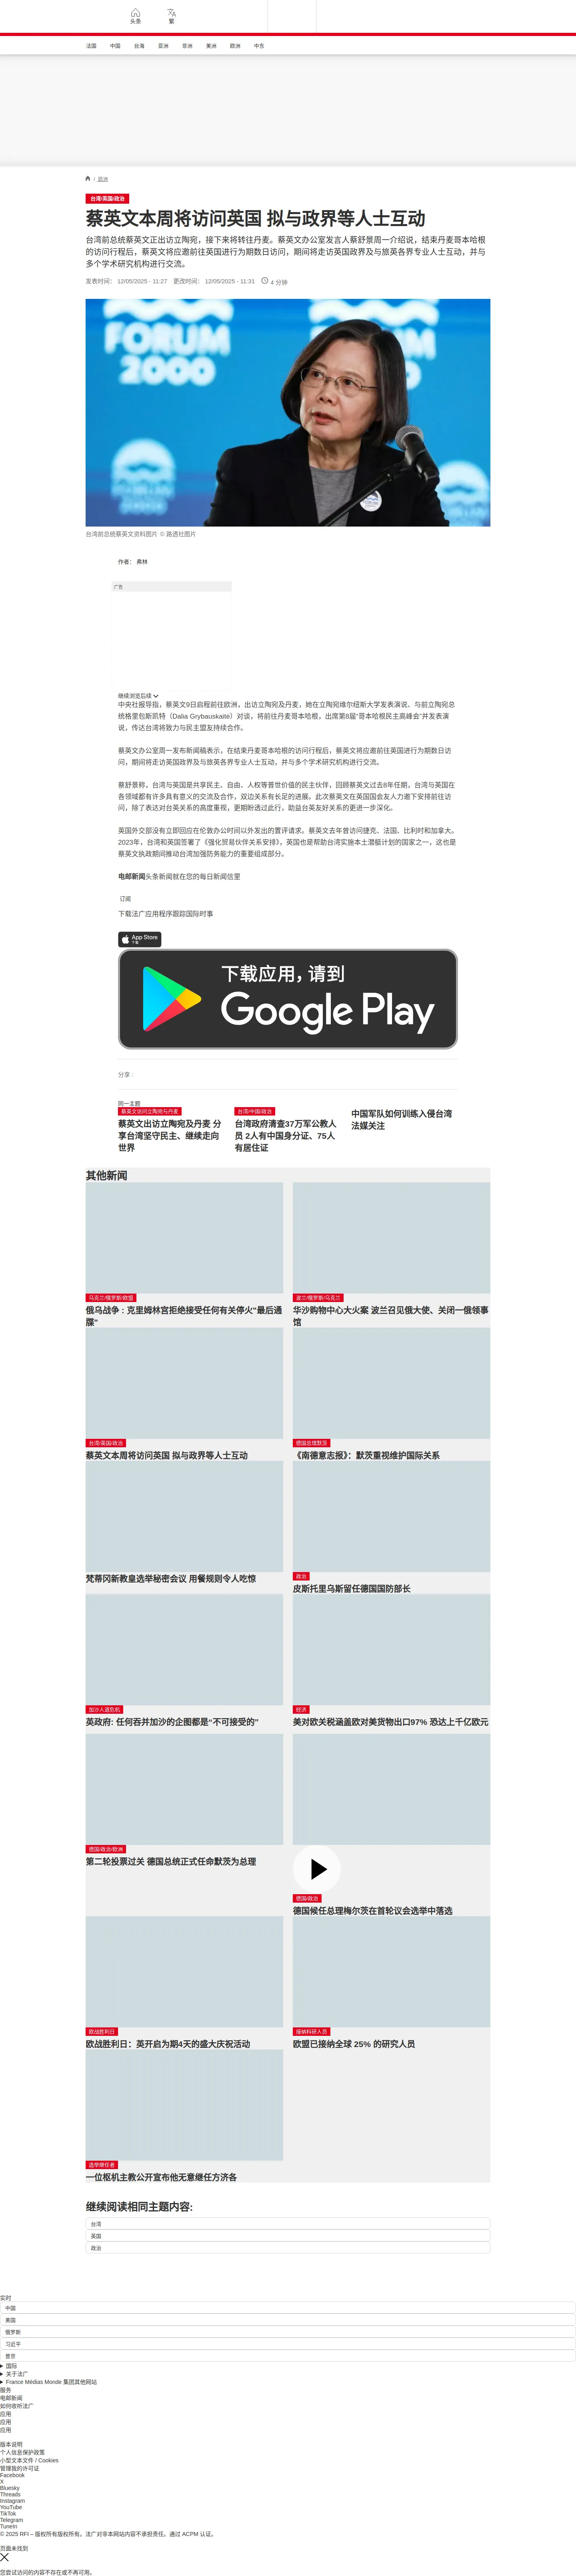 头条
繁
法国 中国 台海 亚洲 非洲 美洲 欧洲 中东
/ 欧洲
台湾/英国/政治
蔡英文本周将访问英国 拟与政界等人士互动
台湾前总统蔡英文正出访立陶宛，接下来将转往丹麦。蔡英文办公室发言人蔡舒景周一介绍说，结束丹麦哥本哈根
的访问行程后，蔡英文将应邀前往英国进行为期数日访问，期间将走访英国政界及与旅英各界专业人士互动，并与
多个学术研究机构进行交流。
发表时间： 12/05/2025 - 11:27 更改时间： 12/05/2025 - 11:31 4 分钟
FORUM
2000
台湾前总统蔡英文资料图片 © 路透社图片
作者： 弗林
广告
继续浏览后续
中央社报导指，蔡英文9日启程前往欧洲，出访立陶宛及丹麦，她在立陶宛维尔纽斯大学发表演说、与前立陶宛总
统格里包斯凯特（Dalia Grybauskaitė）对谈，将前往丹麦哥本哈根，出席第8届“哥本哈根民主高峰会”并发表演
说，传达台湾将致力与民主盟友持续合作。
蔡英文办公室周一发布新闻稿表示，在结束丹麦哥本哈根的访问行程后，蔡英文将应邀前往英国进行为期数日访
问，期间将走访英国政界及与旅英各界专业人士互动，并与多个学术研究机构进行交流。
蔡舒景称，台湾与英国是共享民主、自由、人权等普世价值的民主伙伴，回顾蔡英文过去8年任期，台湾与英国在
各领域都有许多具有意义的交流及合作，双边关系有长足的进展。此次蔡英文在英国国会友人力邀下安排前往访
问，除了表达对台英关系的高度重视，更期盼透过此行，助益台英友好关系的更进一步深化。
英国外交部没有立即回应在伦敦办公时间以外发出的置评请求。蔡英文去年曾访问捷克、法国、比利时和加拿大。
2023年，台湾和英国签署了《强化贸易伙伴关系安排》，英国也是帮助台湾实施本土潜艇计划的国家之一，这也是
蔡英文执政期间推动台湾加强防务能力的重要组成部分。
电邮新闻头条新闻就在您的每日新闻信里
订阅
下载法广应用程序跟踪国际时事
App Store
下载
下载应用，请到
Google Play
分享 :
同一主题
蔡英文访问立陶宛与丹麦
蔡英文出访立陶宛及丹麦 分
享台湾坚守民主、继续走向
世界
台湾/中国/政治
台湾政府清查37万军公教人
员 2人有中国身分证、75人
有居住证
中国军队如何训练入侵台湾
法媒关注
其他新闻
乌克兰/俄罗斯/欧盟
俄乌战争 : 克里姆林宫拒绝接受任何有关停火"最后通
牒"
波兰/俄罗斯/乌克兰
华沙购物中心大火案 波兰召见俄大使、关闭一俄领事
馆
台湾/英国/政治
蔡英文本周将访问英国 拟与政界等人士互动
德国总理默茨
《南德意志报》：默茨重视维护国际关系
梵蒂冈新教皇选举秘密会议 用餐规则令人吃惊
政治
皮斯托里乌斯留任德国国防部长
加沙人道危机
英政府: 任何吞并加沙的企图都是“不可接受的”
经济
美对欧关税涵盖欧对美货物出口97% 恐达上千亿欧元
德国/政治/欧洲
第二轮投票过关 德国总统正式任命默茨为总理
德国/政治
德国候任总理梅尔茨在首轮议会选举中落选
欧战胜利日
欧战胜利日：英开启为期4天的盛大庆祝活动
接纳科研人员
欧盟已接纳全球 25% 的研究人员
选举继任者
一位枢机主教公开宣布他无意继任方济各
继续阅读相同主题内容:
台湾
英国
政治
实时
中国
美国
俄罗斯
习近平
普京
国际
关于法广
France Médias Monde 集团其他网站
服务
电邮新闻
如何收听法广
应用
应用
应用
版本说明
个人信息保护政策
小型文本文件 / Cookies
管理我的许可证
Facebook
X
Bluesky
Threads
Instagram
YouTube
TikTok
Telegram
TuneIn
© 2025 RFI – 版权所有版权所有。法广对非本网站内容不承担责任。通过 ACPM 认证。
页面未找到
您尝试访问的内容不存在或不再可用。